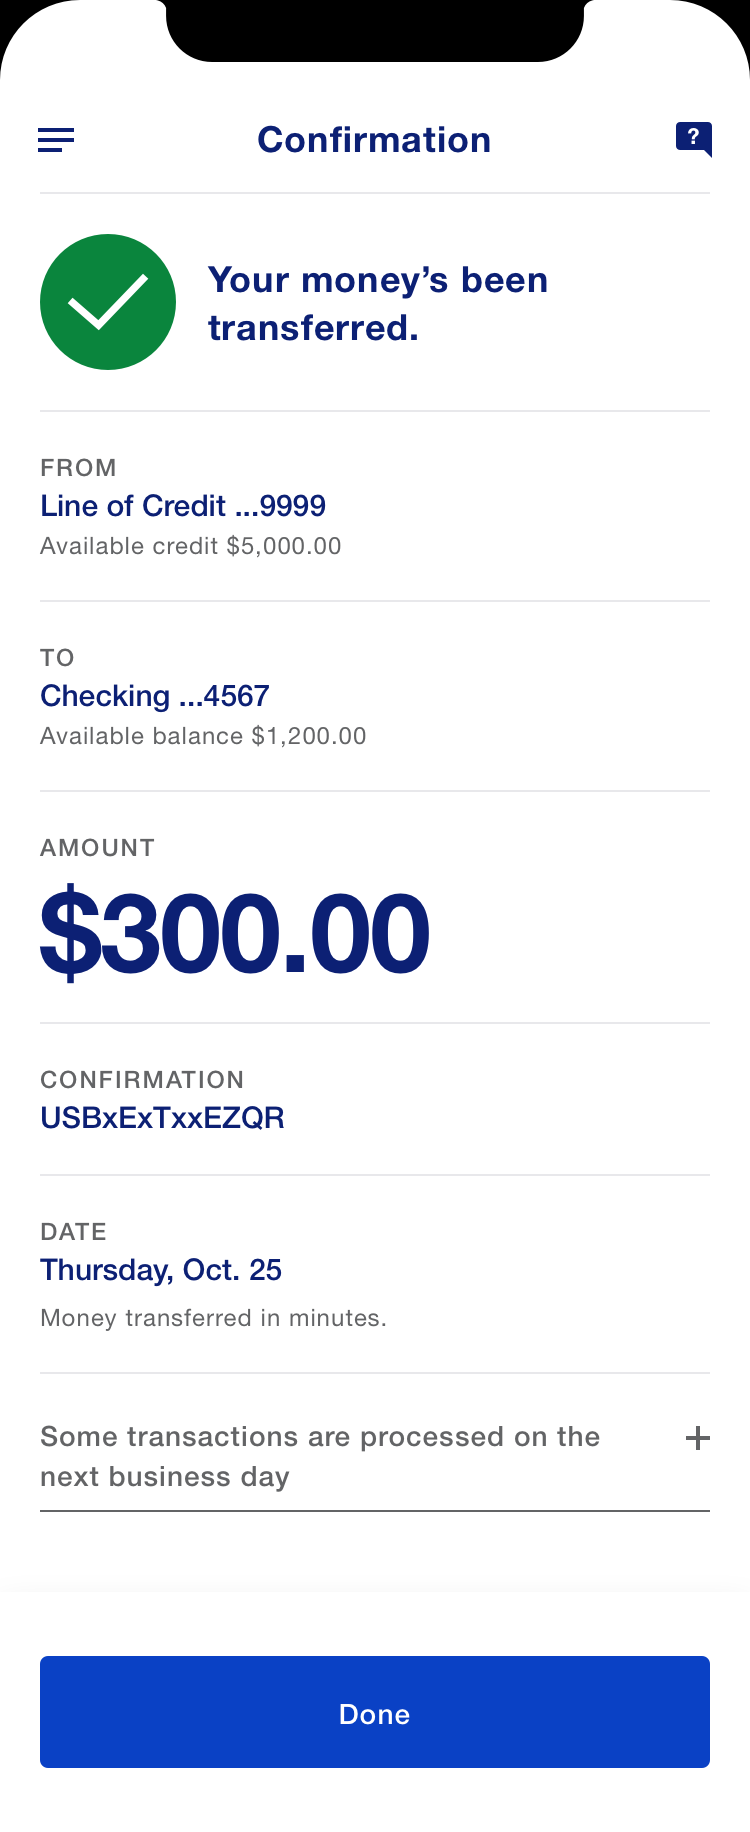 Confirmation
?
Your money’s been
transferred.
FROM
Line of Credit ...9999
Available credit $5,000.00
TO
Checking ...4567
Available balance $1,200.00
AMOUNT
$300.00
CONFIRMATION
USBxExTxxEZQR
DATE
Thursday, Oct. 25
Money transferred in minutes.
Some transactions are processed on the
next business day
Done